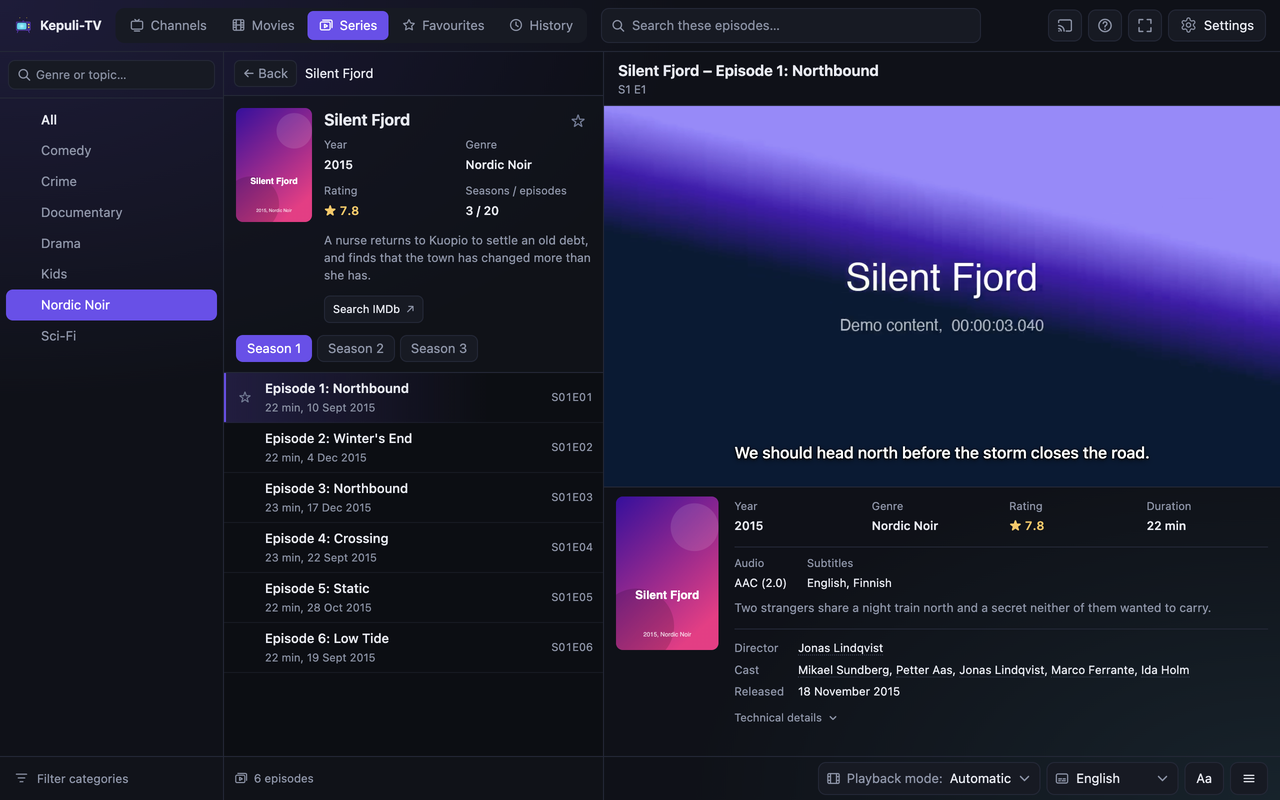 Kepuli-TV
Channels
Movies
Series
Favourites
History
Search these episodes...
Settings
Genre or topic...
All
Comedy
Crime
Documentary
Drama
Kids
Nordic Noir
Sci-Fi
Filter categories
Back
Silent Fjord
Silent Fjord
2015, Nordic Noir
Silent Fjord
Year
Genre
2015
Nordic Noir
Rating
Seasons / episodes
7.8
3 / 20
A nurse returns to Kuopio to settle an old debt,
and finds that the town has changed more than
she has.
Search IMDb
Season 1
Season 2
Season 3
Episode 1: Northbound
22 min, 10 Sept 2015
S01E01
Episode 2: Winter's End
22 min, 4 Dec 2015
S01E02
Episode 3: Northbound
23 min, 17 Dec 2015
S01E03
Episode 4: Crossing
23 min, 22 Sept 2015
S01E04
Episode 5: Static
22 min, 28 Oct 2015
S01E05
Episode 6: Low Tide
22 min, 19 Sept 2015
S01E06
6 episodes
Silent Fjord – Episode 1: Northbound
S1 E1
Silent Fjord
Demo content, 00:00:03.040
We should head north before the storm closes the road.
Silent Fjord
2015, Nordic Noir
Year
Genre
Rating
Duration
2015
Nordic Noir
7.8
22 min
Audio
Subtitles
AAC (2.0)
English, Finnish
Two strangers share a night train north and a secret neither of them wanted to carry.
Director
Jonas Lindqvist
Cast
Mikael Sundberg, Petter Aas, Jonas Lindqvist, Marco Ferrante, Ida Holm
Released
18 November 2015
Technical details
Playback mode: Automatic
English
Aa